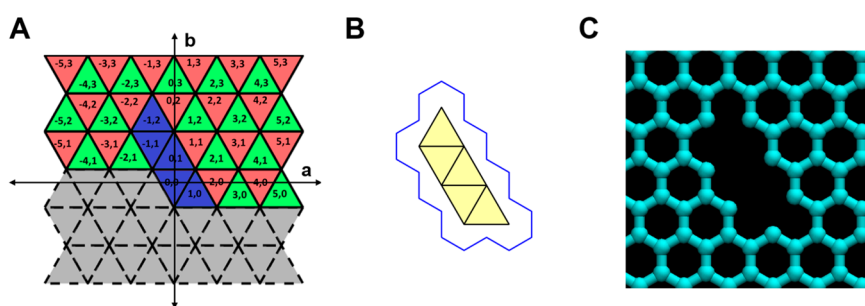 A
b
-5,3 -3,3 -1,3 1,3 3,3 5,3
-4,3 -2,3 0,3 2,3 4,3
-4,2 -2,2 0,2 2,2 4,2
-5,2 -3,2 -1,2 1,2 3,2 5,2
-5,1 -3,1 -1,1 1,1 3,1 5,1
-4,1 -2,1 0,1 2,1 4,1
a
0,0 2,0 4,0
1,0 3,0 5,0
B
C